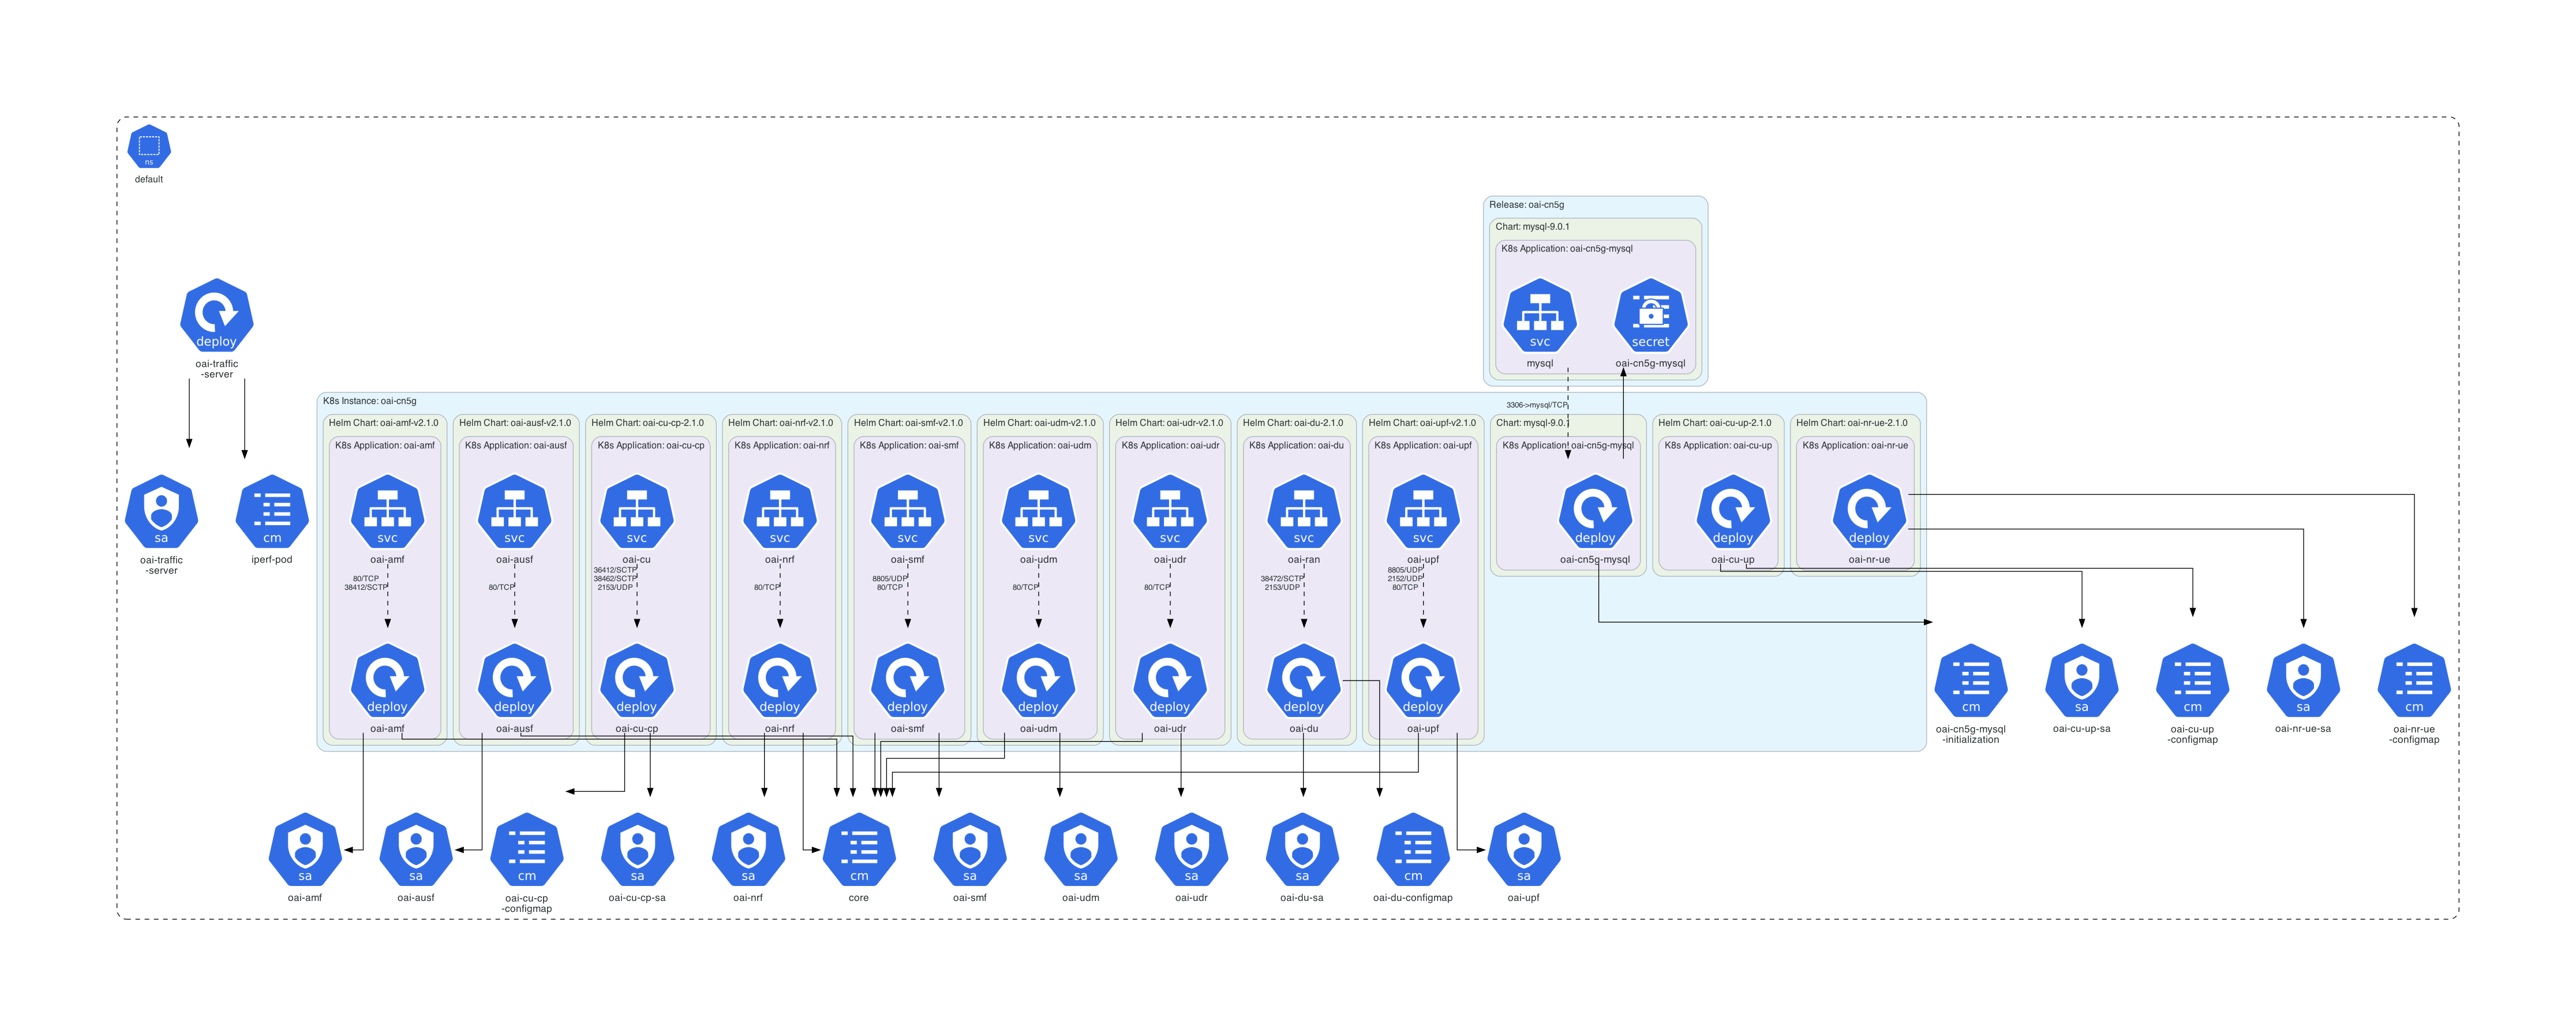 ns
default
Release: oai-cn5g
Chart: mysql-9.0.1
K8s Application: oai-cn5g-mysql
svc
mysql
secret
oai-cn5g-mysql
deploy
oai-traffic
-server
3306->mysql/TCP
K8s Instance: oai-cn5g
Helm Chart: oai-amf-v2.1.0
Helm Chart: oai-ausf-v2.1.0
Helm Chart: oai-cu-cp-2.1.0
Helm Chart: oai-nrf-v2.1.0
Helm Chart: oai-smf-v2.1.0
Helm Chart: oai-udm-v2.1.0
Helm Chart: oai-udr-v2.1.0
Helm Chart: oai-du-2.1.0
Helm Chart: oai-upf-v2.1.0
Chart: mysql-9.0.1
Helm Chart: oai-cu-up-2.1.0
Helm Chart: oai-nr-ue-2.1.0
K8s Application: oai-amf
K8s Application: oai-ausf
K8s Application: oai-cu-cp
K8s Application: oai-nrf
K8s Application: oai-smf
K8s Application: oai-udm
K8s Application: oai-udr
K8s Application: oai-du
K8s Application: oai-upf
K8s Application: oai-cn5g-mysql
K8s Application: oai-cu-up
K8s Application: oai-nr-ue
sa
oai-traffic
-server
cm
iperf-pod
svc
oai-amf
svc
oai-ausf
svc
oai-cu
svc
oai-nrf
svc
oai-smf
svc
oai-udm
svc
oai-udr
svc
oai-ran
svc
oai-upf
deploy
oai-cn5g-mysql
deploy
oai-cu-up
deploy
oai-nr-ue
80/TCP
38412/SCTP
80/TCP
36412/SCTP
38462/SCTP
2153/UDP
80/TCP
8805/UDP
80/TCP
80/TCP
80/TCP
38472/SCTP
2153/UDP
8805/UDP
2152/UDP
80/TCP
deploy
oai-amf
deploy
oai-ausf
deploy
oai-cu-cp
deploy
oai-nrf
deploy
oai-smf
deploy
oai-udm
deploy
oai-udr
deploy
oai-du
deploy
oai-upf
cm
oai-cn5g-mysql
-initialization
sa
oai-cu-up-sa
cm
oai-cu-up
-configmap
sa
oai-nr-ue-sa
cm
oai-nr-ue
-configmap
sa
oai-amf
sa
oai-ausf
cm
oai-cu-cp
-configmap
sa
oai-cu-cp-sa
sa
oai-nrf
cm
core
sa
oai-smf
sa
oai-udm
sa
oai-udr
sa
oai-du-sa
cm
oai-du-configmap
sa
oai-upf